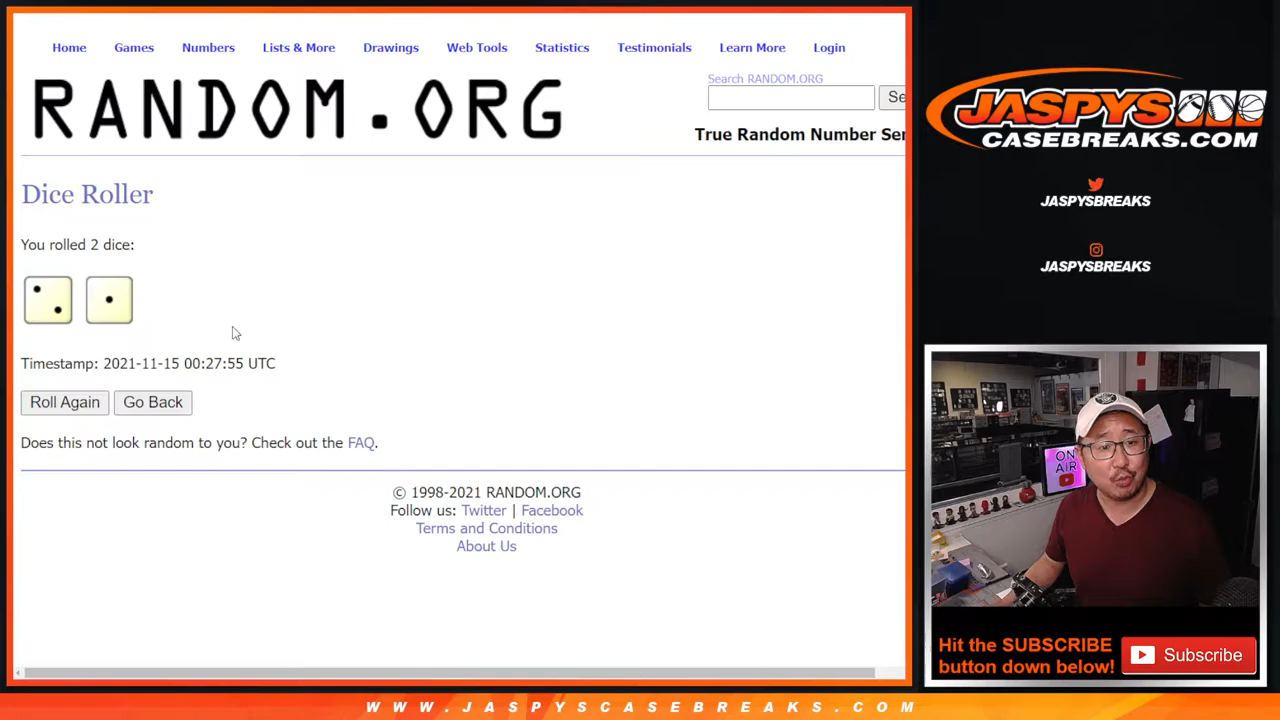 Home Games Numbers Lists & More Drawings Web Tools Statistics Testimonials Learn More Login
RANDOM.ORG
Search RANDOM.ORG
Se
True Random Number Ser
Dice Roller
You rolled 2 dice:
Timestamp: 2021-11-15 00:27:55 UTC
Roll Again Go Back
Does this not look random to you? Check out the FAQ.
© 1998-2021 RANDOM.ORG
Follow us: Twitter | Facebook
Terms and Conditions
About Us
JASPYS
CASEBREAKS.COM
JASPYSBREAKS
JASPYSBREAKS
ON
AIR
Hit the SUBSCRIBE
button down below!
Subscribe
WWW.JASPYSCASEBREAKS.COM